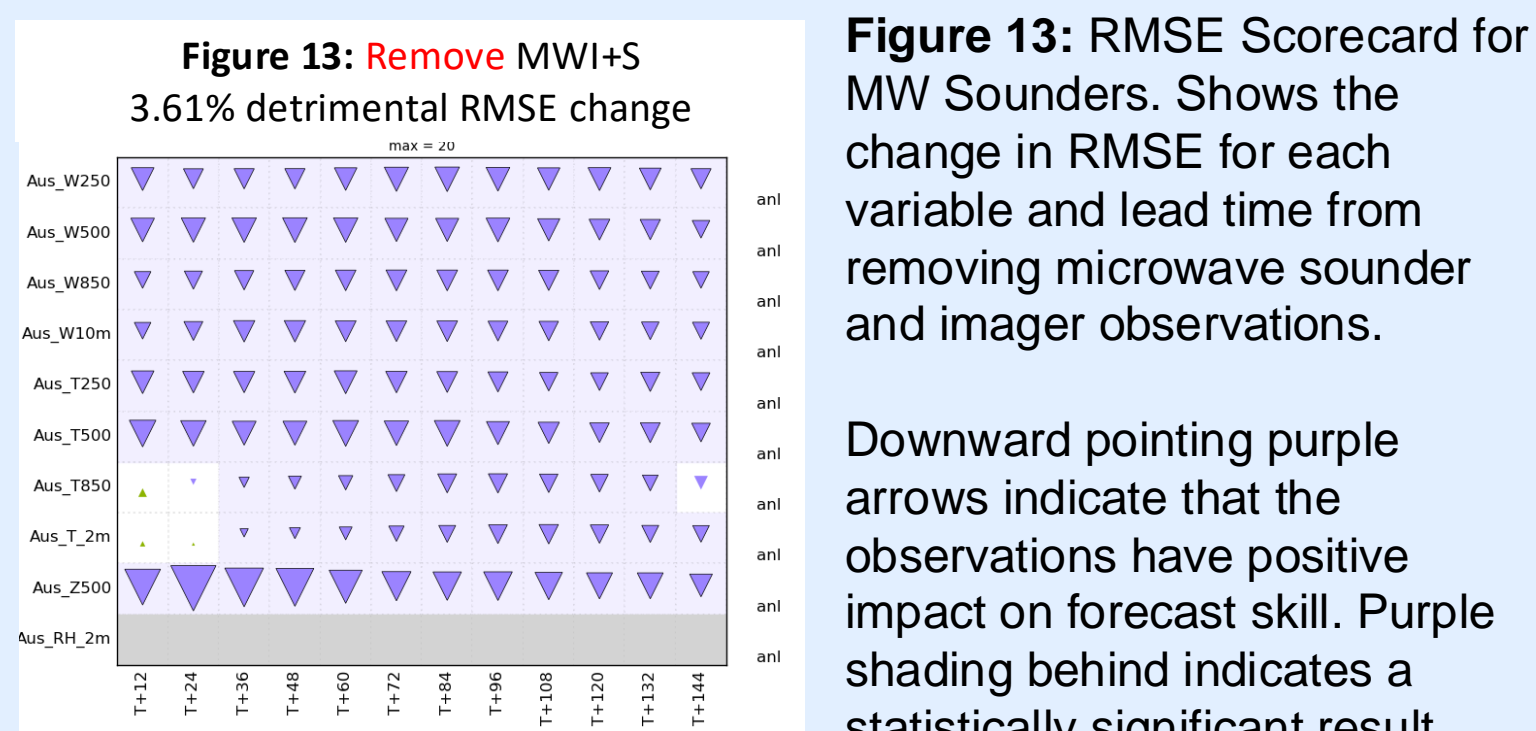 Figure 13: Remove MWI+S
3.61% detrimental RMSE change
max = 20
Aus_W250
anl
Aus_W500
anl
Aus_W850
anl
Aus_W10m
anl
Aus_T250
anl
Aus_T500
anl
Aus_T850
anl
Aus_T_2m
anl
Aus_Z500
anl
Aus_RH_2m
anl
T+12
T+24
T+36
T+48
T+60
T+72
T+84
T+96
T+108
T+120
T+132
T+144
Figure 13: RMSE Scorecard for
MW Sounders. Shows the
change in RMSE for each
variable and lead time from
removing microwave sounder
and imager observations.
Downward pointing purple
arrows indicate that the
observations have positive
impact on forecast skill. Purple
shading behind indicates a
statistically significant result